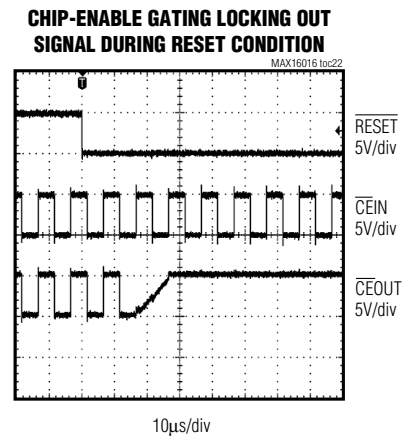 CHIP-ENABLE GATING LOCKING OUT
SIGNAL DURING RESET CONDITION
MAX16016 toc22
T
RESET
5V/div
CEIN
5V/div
CEOUT
5V/div
10µs/div